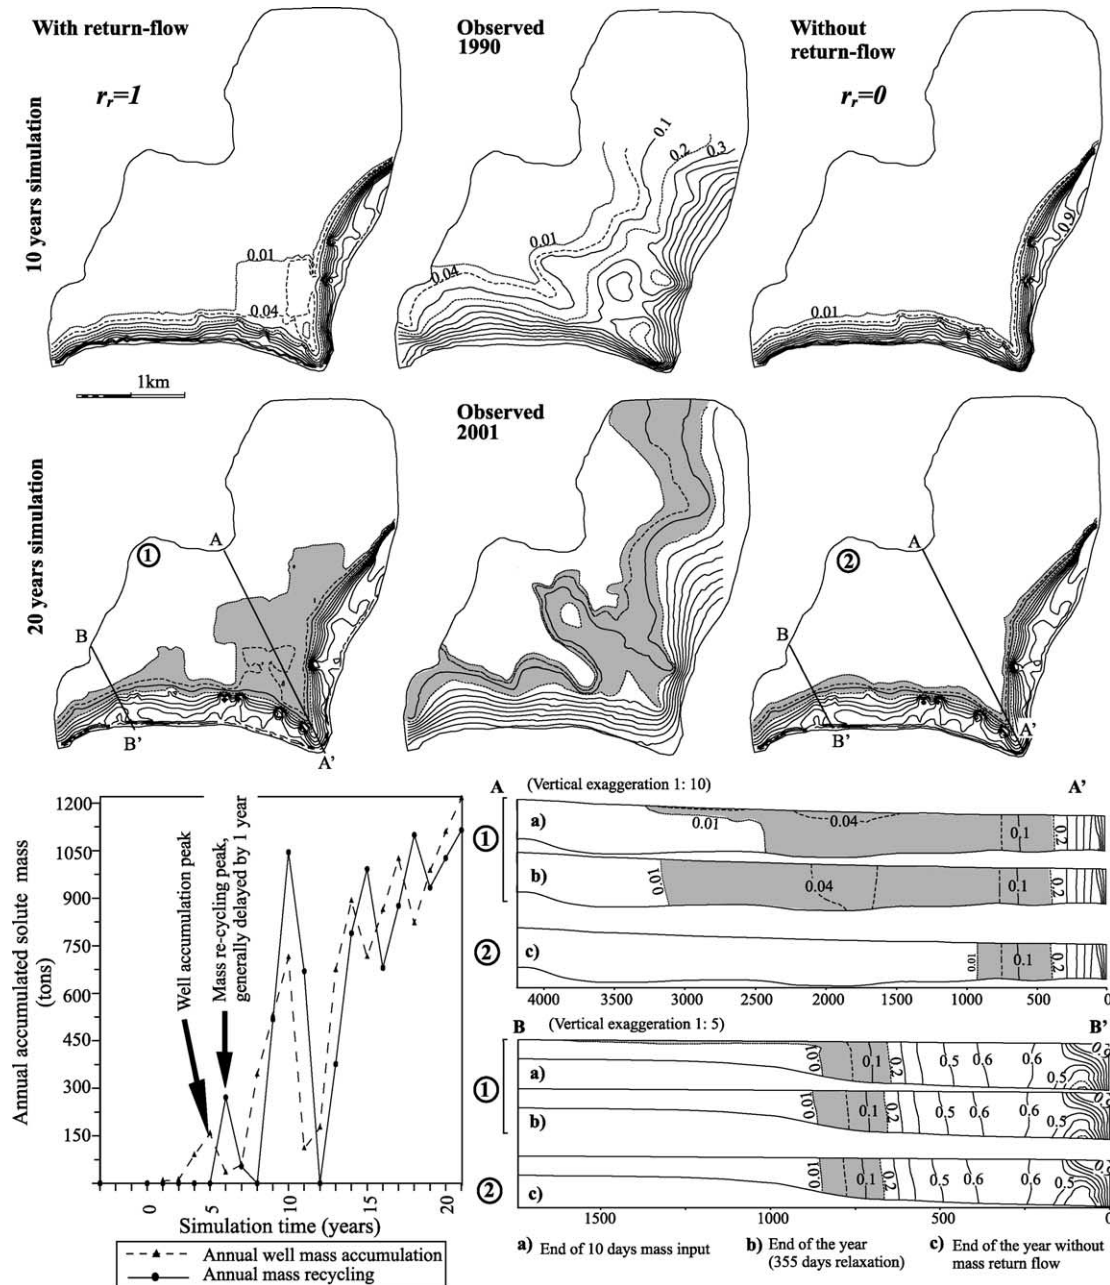 With return-flow
r_r=1
Observed
1990
Without
return-flow
r_r=0
10 years simulation
0.01
0.04
0.1
0.2
0.3
0.01
0.04
0.9
0.01
1km
20 years simulation
1
A
B
B'
A'
Observed
2001
2
A
B
B'
A'
Annual accumulated solute mass
(tons)
1200
1050
900
750
600
450
300
150
Well accumulation peak
Mass re-cycling peak,
generally delayed by 1 year
0 5 10 15 20
Simulation time (years)
Annual well mass accumulation
Annual mass recycling
A (Vertical exaggeration 1: 10) A'
1
a) 0.01 0.04 0.1 0.2
b) 0.01 0.04 0.1 0.2
2
c) 0.01 0.1 0.2
4000 3500 3000 2500 2000 1500 1000 500 0
B (Vertical exaggeration 1: 5) B'
1
a) 0.01 0.1 0.2 0.5 0.6 0.6 0.5 0.2
b) 0.01 0.1 0.2 0.5 0.6 0.6 0.5 0.2
2
c) 0.01 0.1 0.2 0.5 0.6 0.6 0.5 0.2
1500 1000 750 500 250 0
a) End of 10 days mass input
b) End of the year
(355 days relaxation)
c) End of the year without
mass return flow